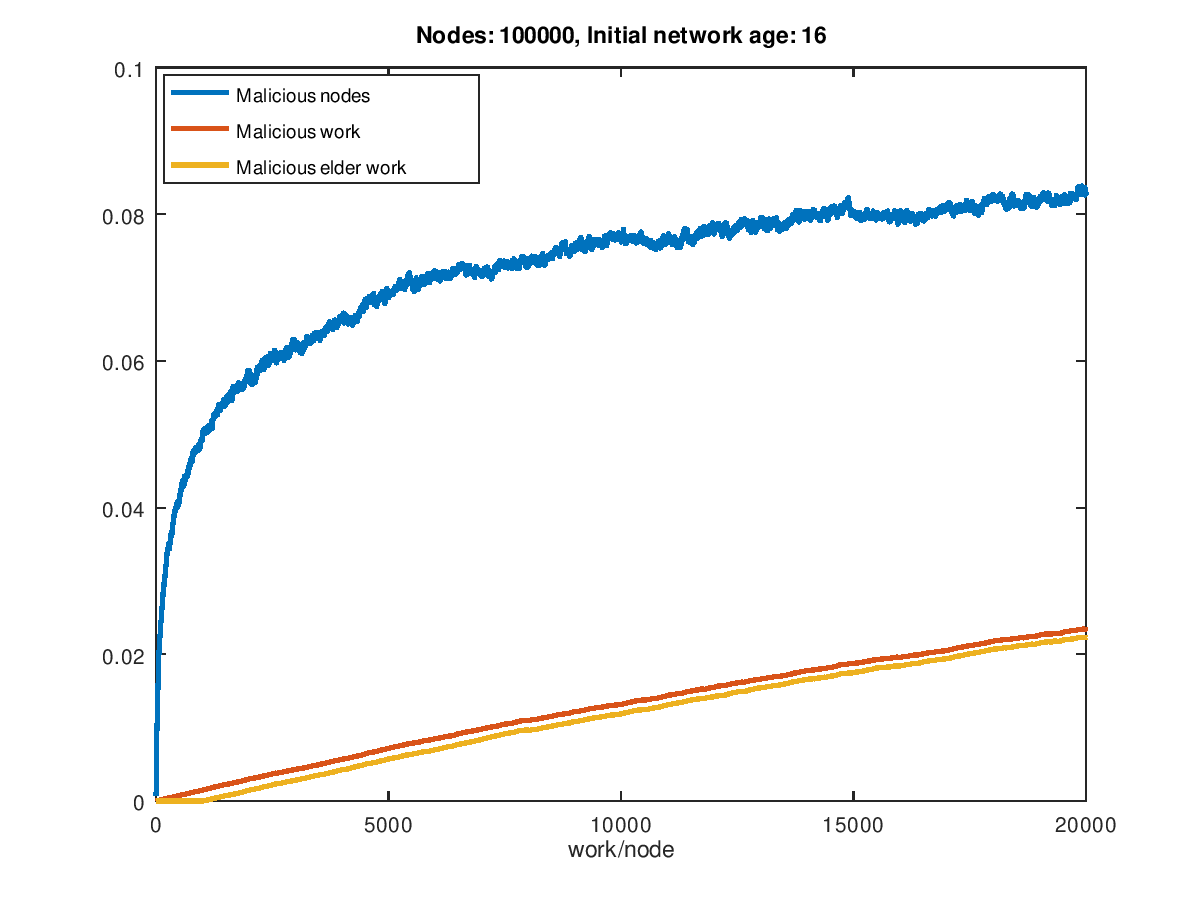 Nodes: 100000, Initial network age: 16
0.1
0.08
0.06
0.04
0.02
0
Malicious nodes
Malicious work
Malicious elder work
0 5000 10000 15000 20000
work/node